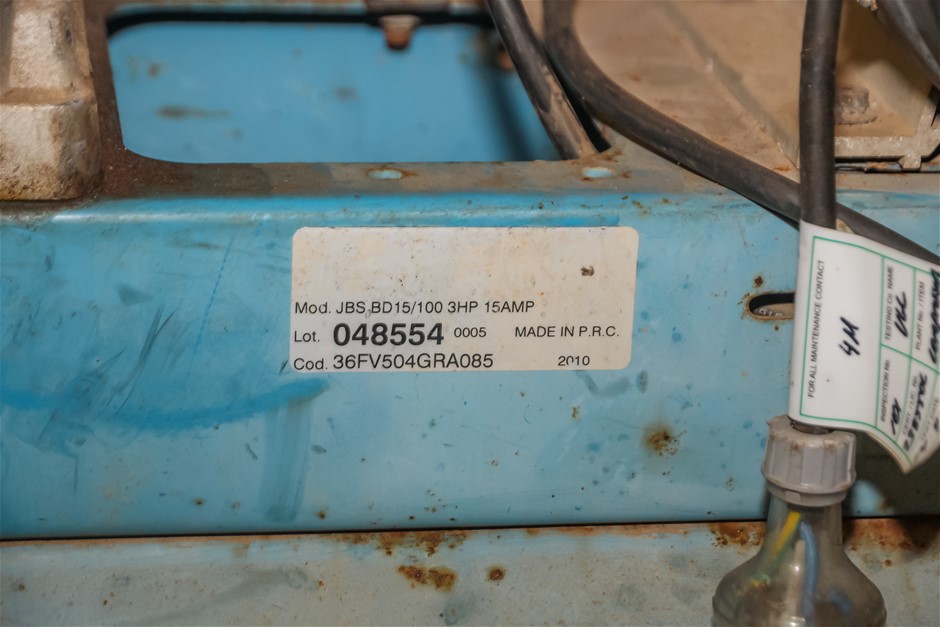 Mod. JBS,BD15/100 3HP 15AMP
Lot. 048554 0005 MADE IN P.R.C.
Cod. 36FV504GRA085 2010
FOR ALL MAINTENANCE CONTACT
4M
INSPECTION No.
TESTING Co. NAME
PLANT No. / ITEM